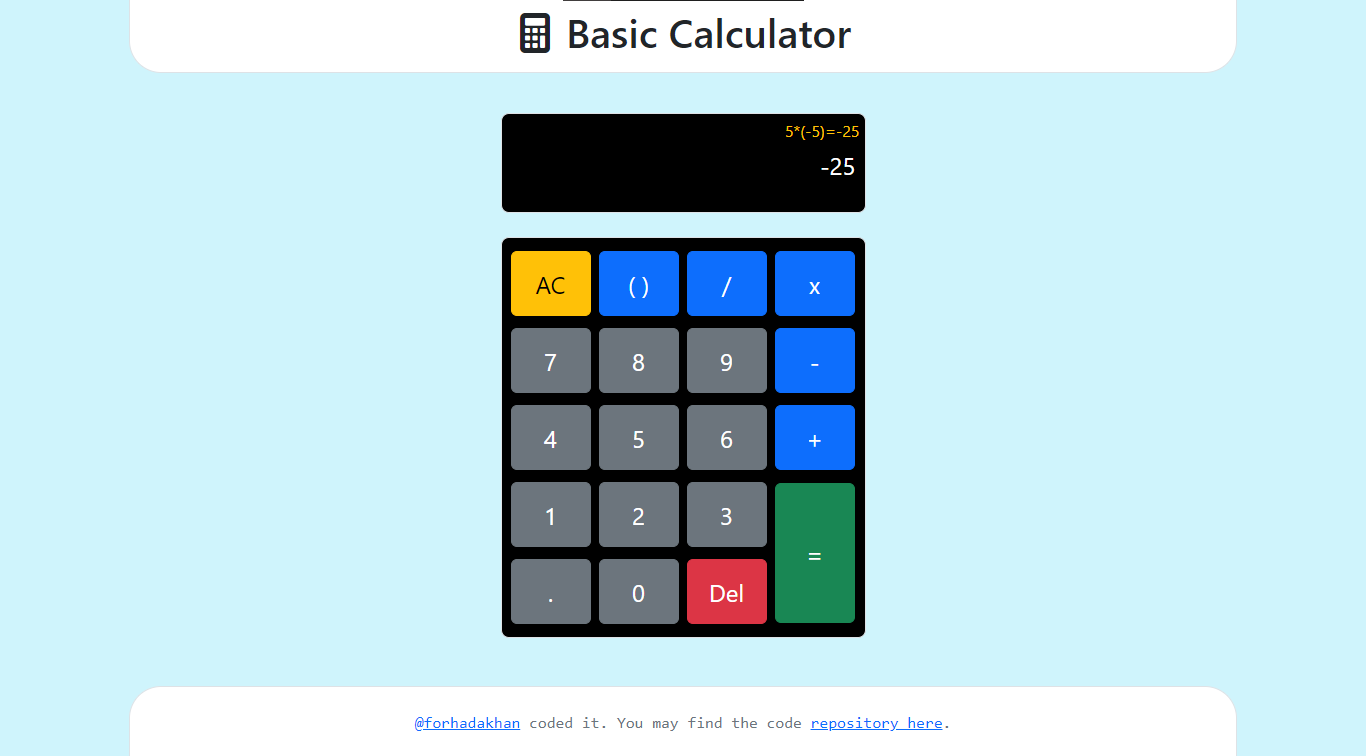 Basic Calculator
5*(-5)=-25
-25
AC ( ) / x
7 8 9 -
4 5 6 +
1 2 3
=
. 0 Del
@forhadakhan coded it. You may find the code repository here.